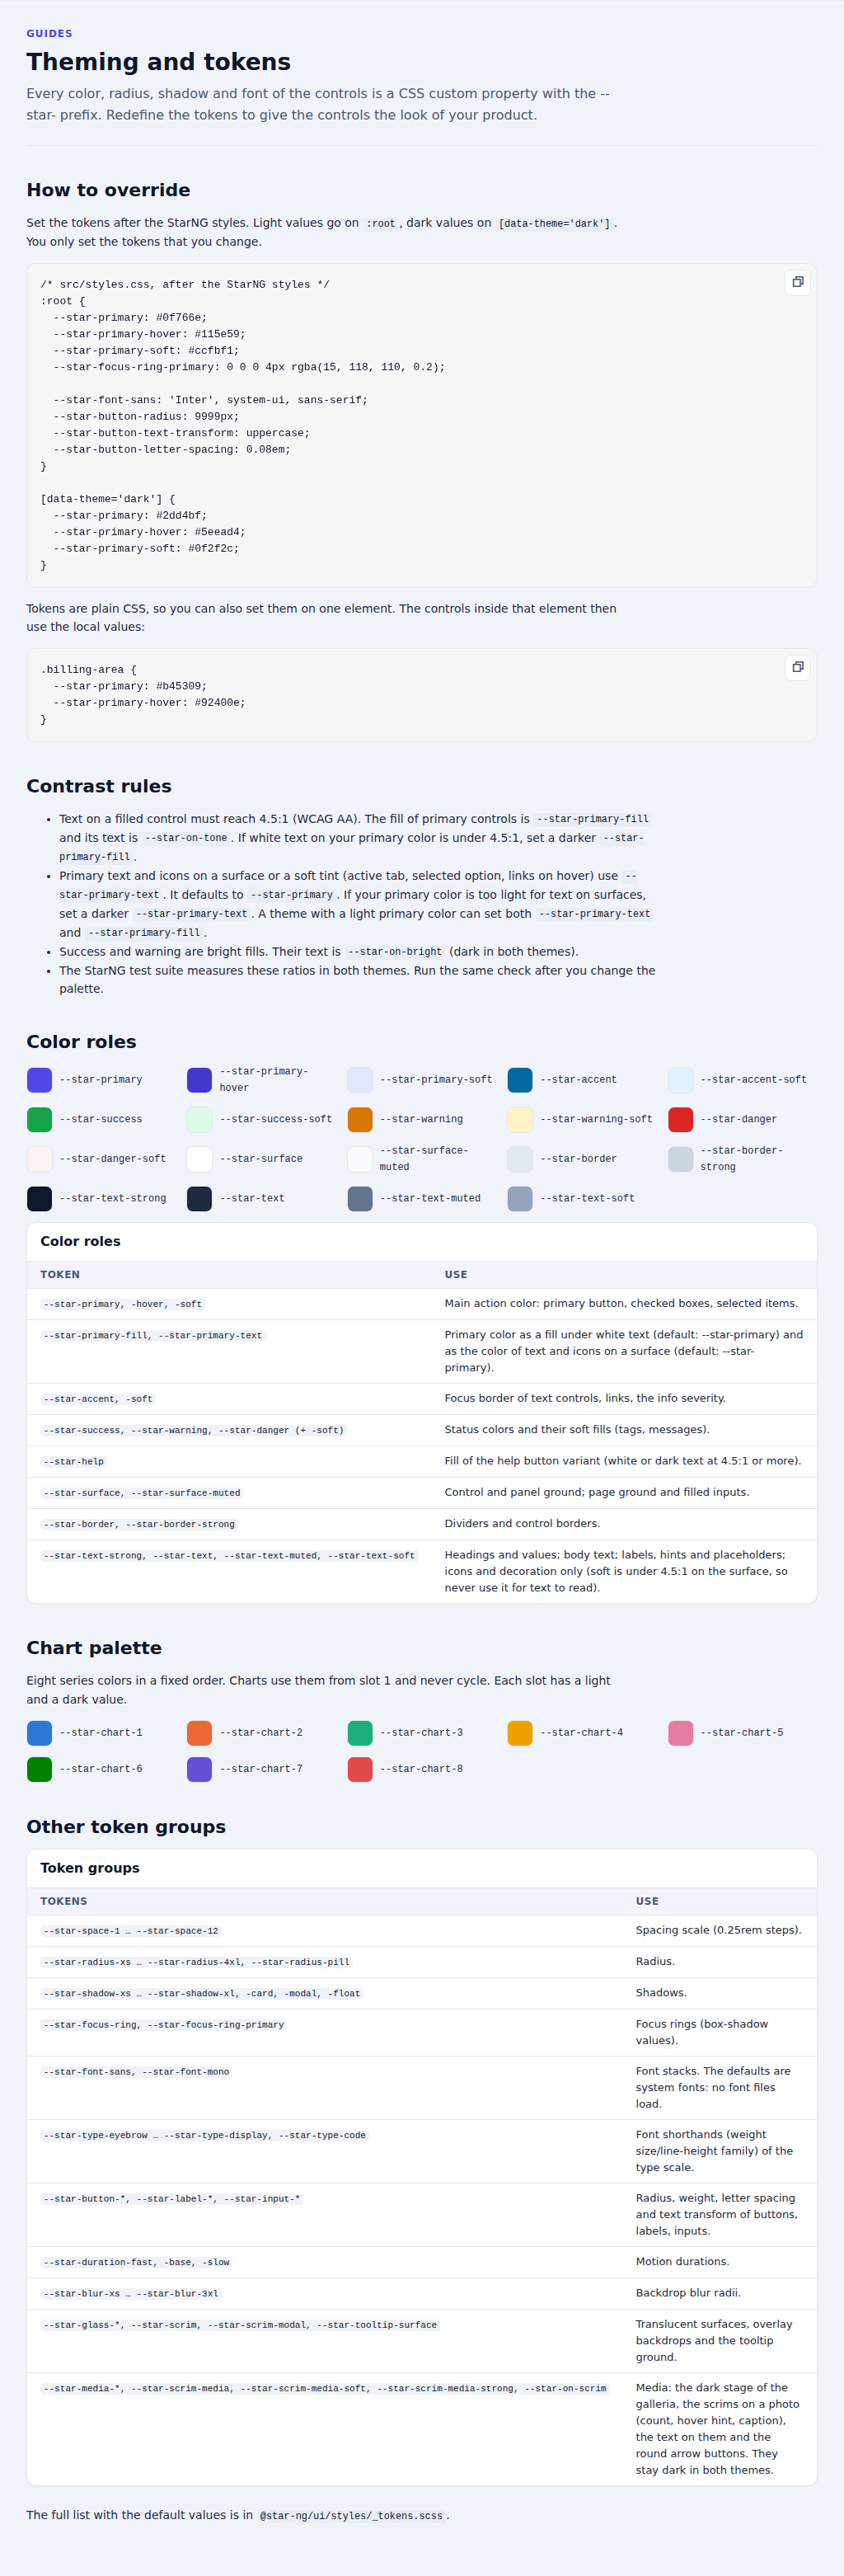 GUIDES
Theming and tokens
Every color, radius, shadow and font of the controls is a CSS custom property with the --
star- prefix. Redefine the tokens to give the controls the look of your product.
How to override
Set the tokens after the StarNG styles. Light values go on :root, dark values on [data-theme='dark'].
You only set the tokens that you change.
/* src/styles.css, after the StarNG styles */
:root {
  --star-primary: #0f766e;
  --star-primary-hover: #115e59;
  --star-primary-soft: #ccfbf1;
  --star-focus-ring-primary: 0 0 0 4px rgba(15, 118, 110, 0.2);
  --star-font-sans: 'Inter', system-ui, sans-serif;
  --star-button-radius: 9999px;
  --star-button-text-transform: uppercase;
  --star-button-letter-spacing: 0.08em;
}
[data-theme='dark'] {
  --star-primary: #2dd4bf;
  --star-primary-hover: #5eead4;
  --star-primary-soft: #0f2f2c;
}
Tokens are plain CSS, so you can also set them on one element. The controls inside that element then
use the local values:
.billing-area {
  --star-primary: #b45309;
  --star-primary-hover: #92400e;
}
Contrast rules
• Text on a filled control must reach 4.5:1 (WCAG AA). The fill of primary controls is --star-primary-fill
and its text is --star-on-tone. If white text on your primary color is under 4.5:1, set a darker --star-
primary-fill.
• Primary text and icons on a surface or a soft tint (active tab, selected option, links on hover) use --
star-primary-text. It defaults to --star-primary. If your primary color is too light for text on surfaces,
set a darker --star-primary-text. A theme with a light primary color can set both --star-primary-text
and --star-primary-fill.
• Success and warning are bright fills. Their text is --star-on-bright (dark in both themes).
• The StarNG test suite measures these ratios in both themes. Run the same check after you change the
palette.
Color roles
--star-primary
--star-primary-
hover
--star-primary-soft
--star-accent
--star-accent-soft
--star-success
--star-success-soft
--star-warning
--star-warning-soft
--star-danger
--star-danger-soft
--star-surface
--star-surface-
muted
--star-border
--star-border-
strong
--star-text-strong
--star-text
--star-text-muted
--star-text-soft
Color roles
TOKEN USE
--star-primary, -hover, -soft Main action color: primary button, checked boxes, selected items.
--star-primary-fill, --star-primary-text Primary color as a fill under white text (default: --star-primary) and
as the color of text and icons on a surface (default: --star-
primary).
--star-accent, -soft Focus border of text controls, links, the info severity.
--star-success, --star-warning, --star-danger (+ -soft) Status colors and their soft fills (tags, messages).
--star-help Fill of the help button variant (white or dark text at 4.5:1 or more).
--star-surface, --star-surface-muted Control and panel ground; page ground and filled inputs.
--star-border, --star-border-strong Dividers and control borders.
--star-text-strong, --star-text, --star-text-muted, --star-text-soft Headings and values; body text; labels, hints and placeholders;
icons and decoration only (soft is under 4.5:1 on the surface, so
never use it for text to read).
Chart palette
Eight series colors in a fixed order. Charts use them from slot 1 and never cycle. Each slot has a light
and a dark value.
--star-chart-1
--star-chart-2
--star-chart-3
--star-chart-4
--star-chart-5
--star-chart-6
--star-chart-7
--star-chart-8
Other token groups
Token groups
TOKENS USE
--star-space-1 … --star-space-12 Spacing scale (0.25rem steps).
--star-radius-xs … --star-radius-4xl, --star-radius-pill Radius.
--star-shadow-xs … --star-shadow-xl, -card, -modal, -float Shadows.
--star-focus-ring, --star-focus-ring-primary Focus rings (box-shadow
values).
--star-font-sans, --star-font-mono Font stacks. The defaults are
system fonts: no font files
load.
--star-type-eyebrow … --star-type-display, --star-type-code Font shorthands (weight
size/line-height family) of the
type scale.
--star-button-*, --star-label-*, --star-input-* Radius, weight, letter spacing
and text transform of buttons,
labels, inputs.
--star-duration-fast, -base, -slow Motion durations.
--star-blur-xs … --star-blur-3xl Backdrop blur radii.
--star-glass-*, --star-scrim, --star-scrim-modal, --star-tooltip-surface Translucent surfaces, overlay
backdrops and the tooltip
ground.
--star-media-*, --star-scrim-media, --star-scrim-media-soft, --star-scrim-media-strong, --star-on-scrim Media: the dark stage of the
galleria, the scrims on a photo
(count, hover hint, caption),
the text on them and the
round arrow buttons. They
stay dark in both themes.
The full list with the default values is in @star-ng/ui/styles/_tokens.scss.